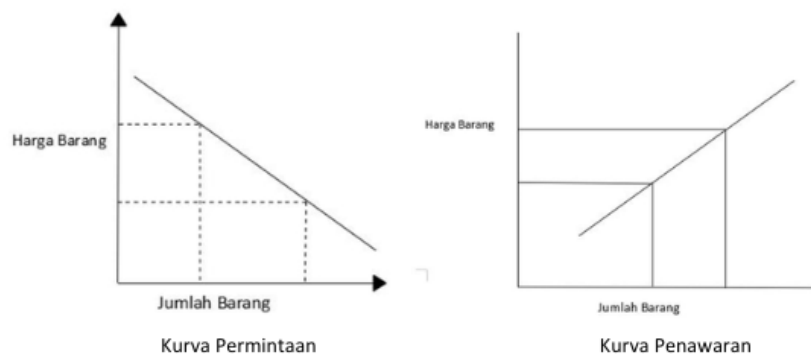 Harga Barang
Jumlah Barang
Kurva Permintaan
Harga Barang
Jumlah Barang
Kurva Penawaran